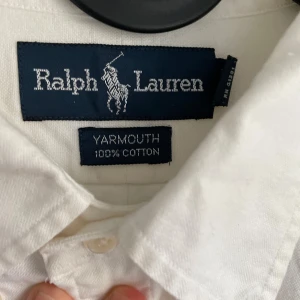 Ralph Lauren
YARMOUTH
100% COTTON